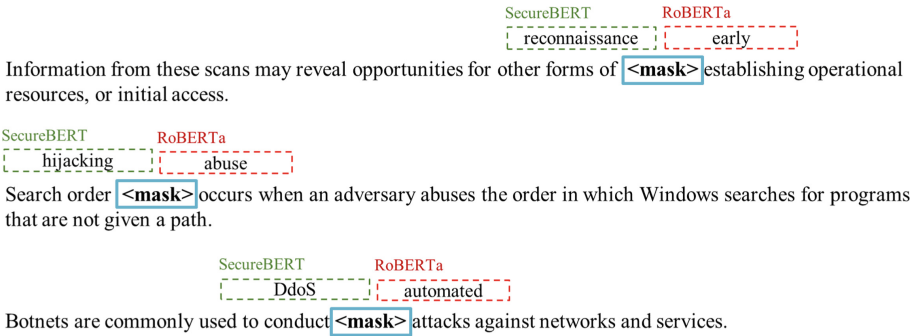 SecureBERT RoBERTa
reconnaissance early
Information from these scans may reveal opportunities for other forms of <mask> establishing operational
resources, or initial access.
SecureBERT RoBERTa
hijacking abuse
Search order <mask> occurs when an adversary abuses the order in which Windows searches for programs
that are not given a path.
SecureBERT RoBERTa
DdoS automated
Botnets are commonly used to conduct <mask> attacks against networks and services.